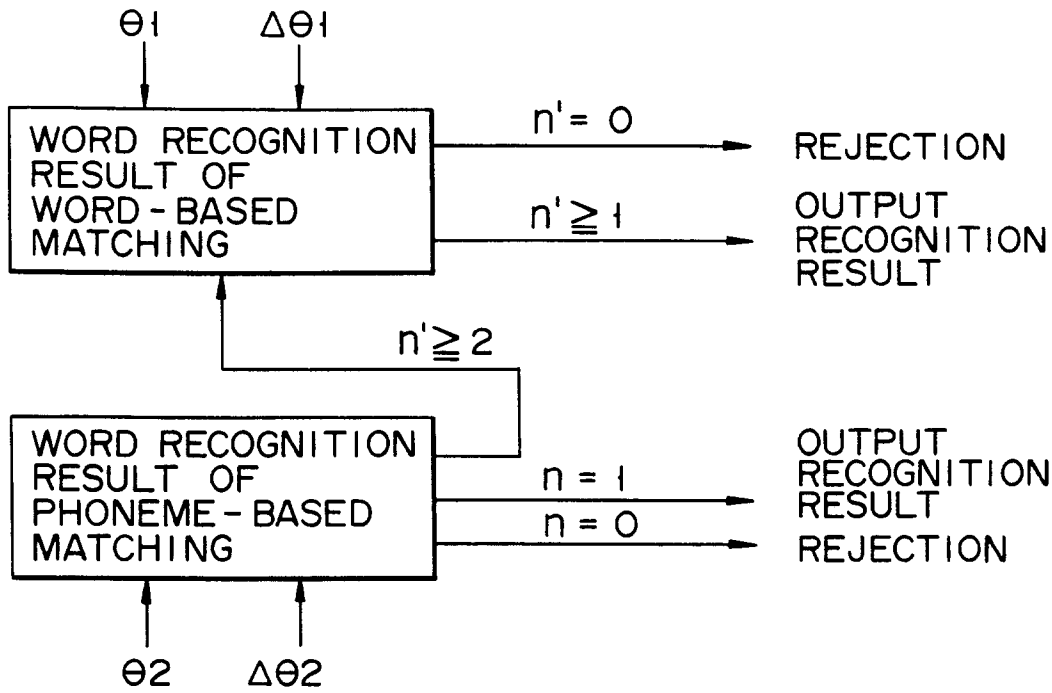 θ1 Δθ1
WORD RECOGNITION
RESULT OF
WORD-BASED
MATCHING
n' = 0
REJECTION
n' ≧ 1
OUTPUT
RECOGNITION
RESULT
n' ≧ 2
WORD RECOGNITION
RESULT OF
PHONEME-BASED
MATCHING
n = 1
OUTPUT
RECOGNITION
RESULT
n = 0
REJECTION
θ2 Δθ2